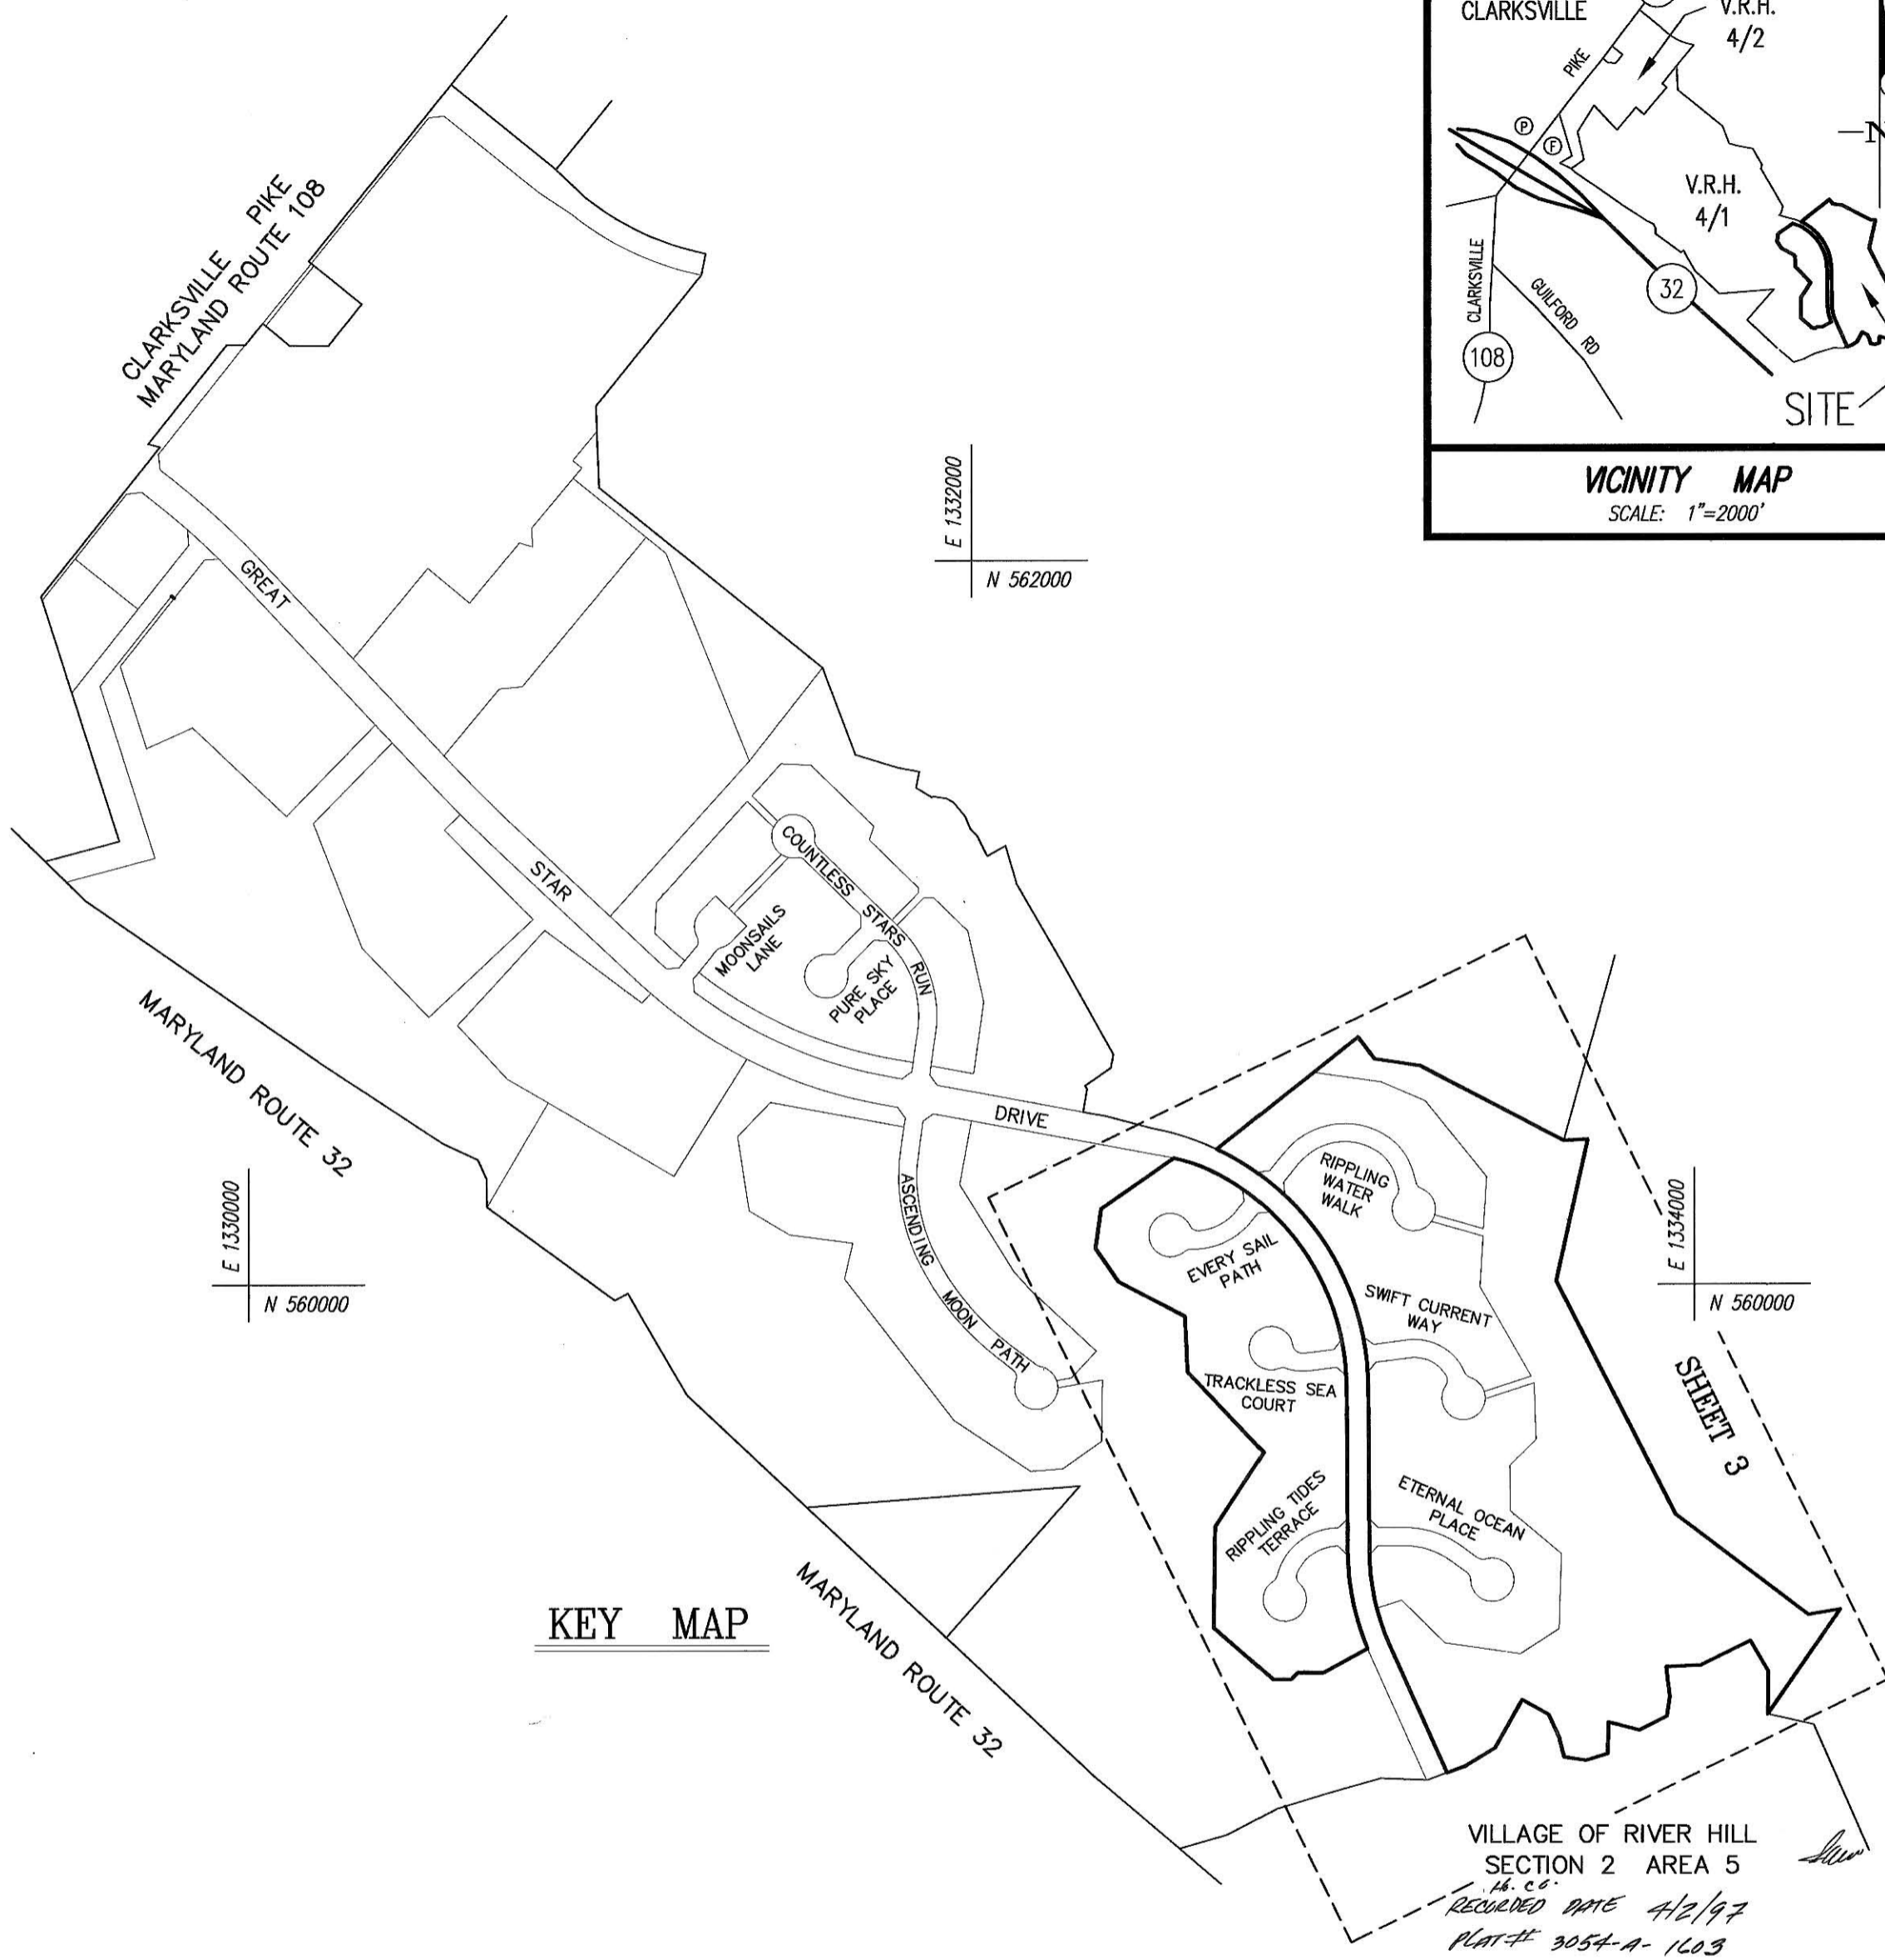 CLARKSVILLE
V.R.H.
4/2
PIKE
P
F
V.R.H.
4/1
CLARKSVILLE
GUILFORD RD
32
108
SITE
VICINITY MAP
SCALE: 1"=2000'
CLARKSVILLE PIKE
MARYLAND ROUTE 108
E 1332000
N 562000
GREAT
STAR
DRIVE
COUNTLESS STARS RUN
MOONSAILS
LANE
PURE SKY
PLACE
MARYLAND ROUTE 32
ASCENDING MOON PATH
E 1330000
N 560000
RIPPLING
WATER
WALK
EVERY SAIL
PATH
E 1334000
N 560000
SWIFT CURRENT
WAY
TRACKLESS SEA
COURT
SHEET 3
RIPPLING TIDES
TERRACE
ETERNAL OCEAN
PLACE
KEY MAP
MARYLAND ROUTE 32
VILLAGE OF RIVER HILL
SECTION 2 AREA 5
RECORDED DATE 4/2/97
PLAT# 3054-A-1603